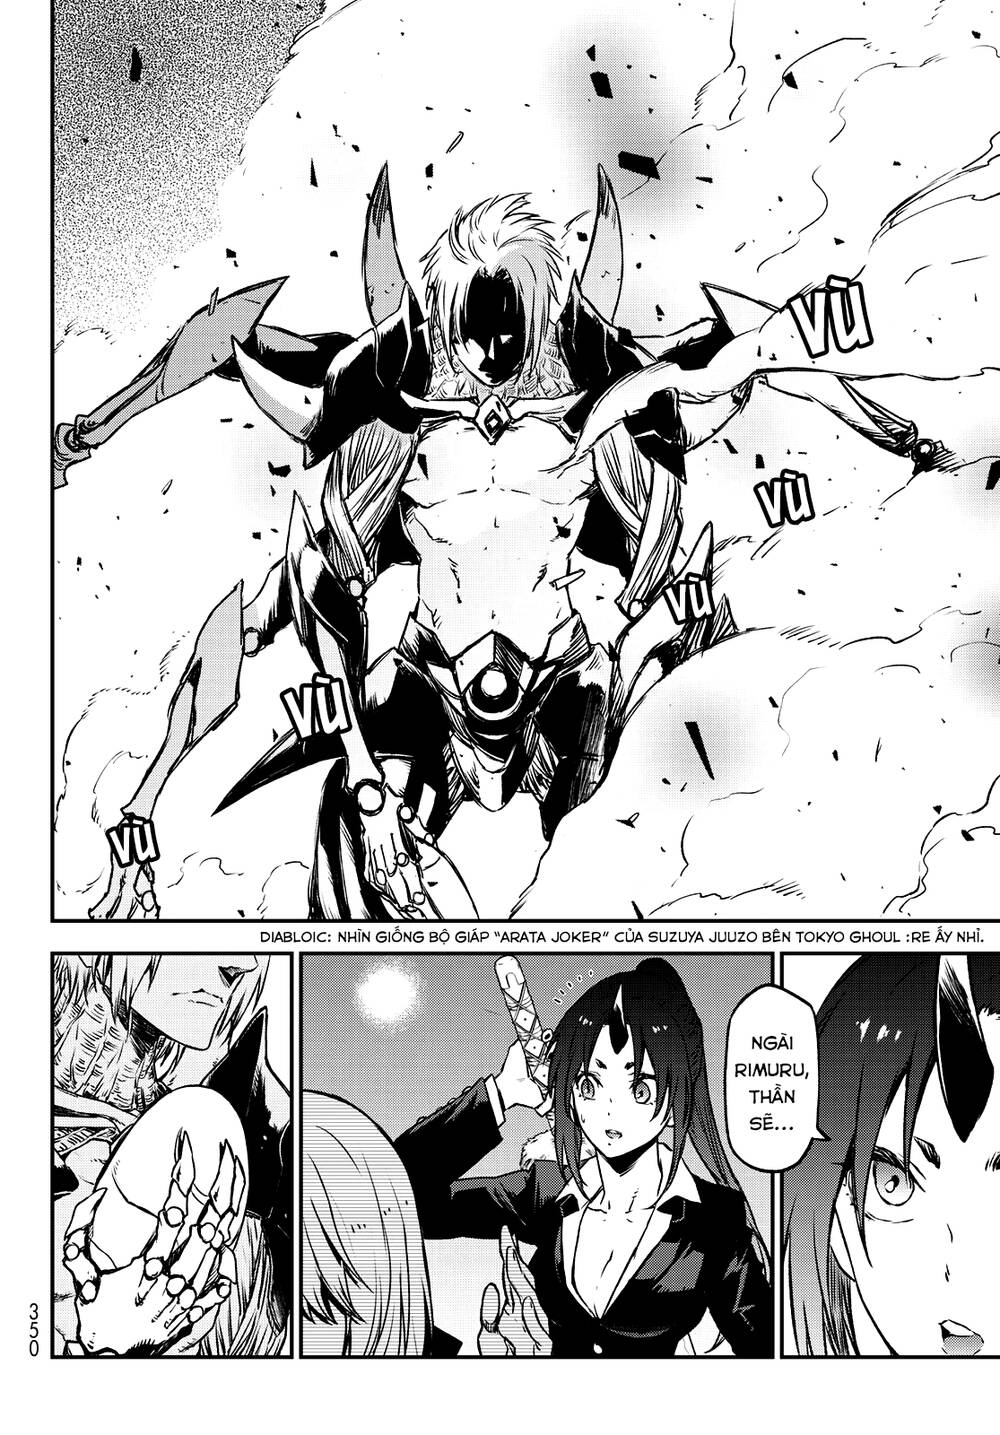 VÙ
VÙ
VÙ
VÙ
VÙ
DIABLOIC: NHÌN GIỐNG BỘ GIÁP “ARATA JOKER” CỦA SUZUYA JUUZO BÊN TOKYO GHOUL :RE ẤY NHỈ.
NGÀI
RIMURU,
THẦN
SẼ...
350